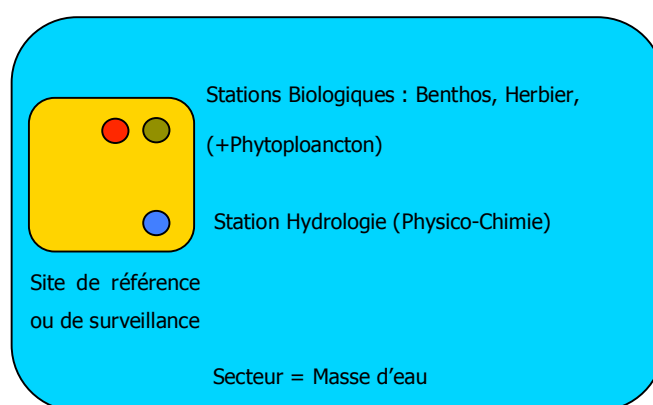 Stations Biologiques : Benthos, Herbier,
(+Phytoploancton)
Station Hydrologie (Physico-Chimie)
Site de référence
ou de surveillance
Secteur = Masse d’eau